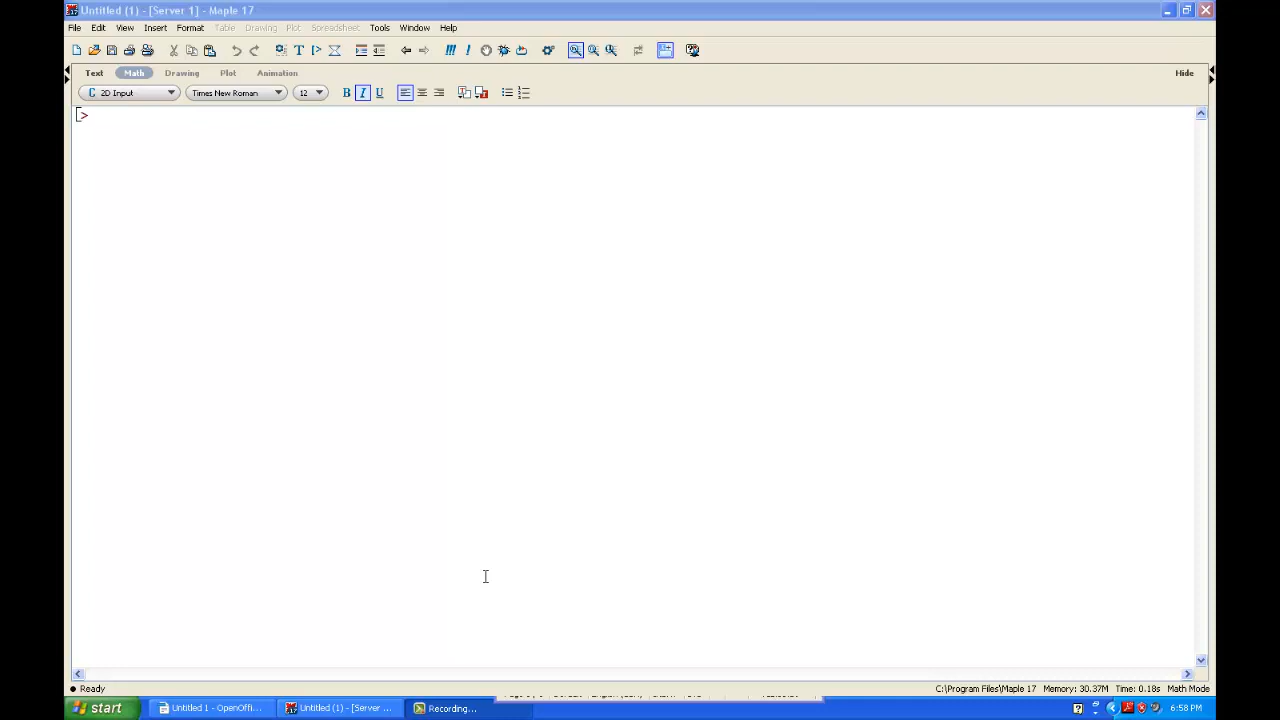 Untitled (1) - [Server 1] - Maple 17
File Edit View Insert Format Table Drawing Plot Spreadsheet Tools Window Help
Text Math Drawing Plot Animation Hide
C 2D Input Times New Roman 12 B I U
>
Ready C:\Program Files\Maple 17 Memory: 30.37M Time: 0.18s Math Mode
start Untitled 1 - OpenOffi... Untitled (1) - [Server ... Recording... 6:58 PM